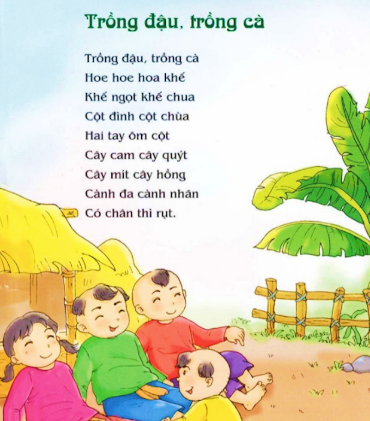 Trồng đậu, trồng cà
Trồng đậu, trồng cà
Hoe hoe hoa khế
Khế ngọt khế chua
Cột đình cột chùa
Hai tay ôm cột
Cây cam cây quýt
Cây mít cây hồng
Cành đa cành nhãn
Có chân thì rụt.